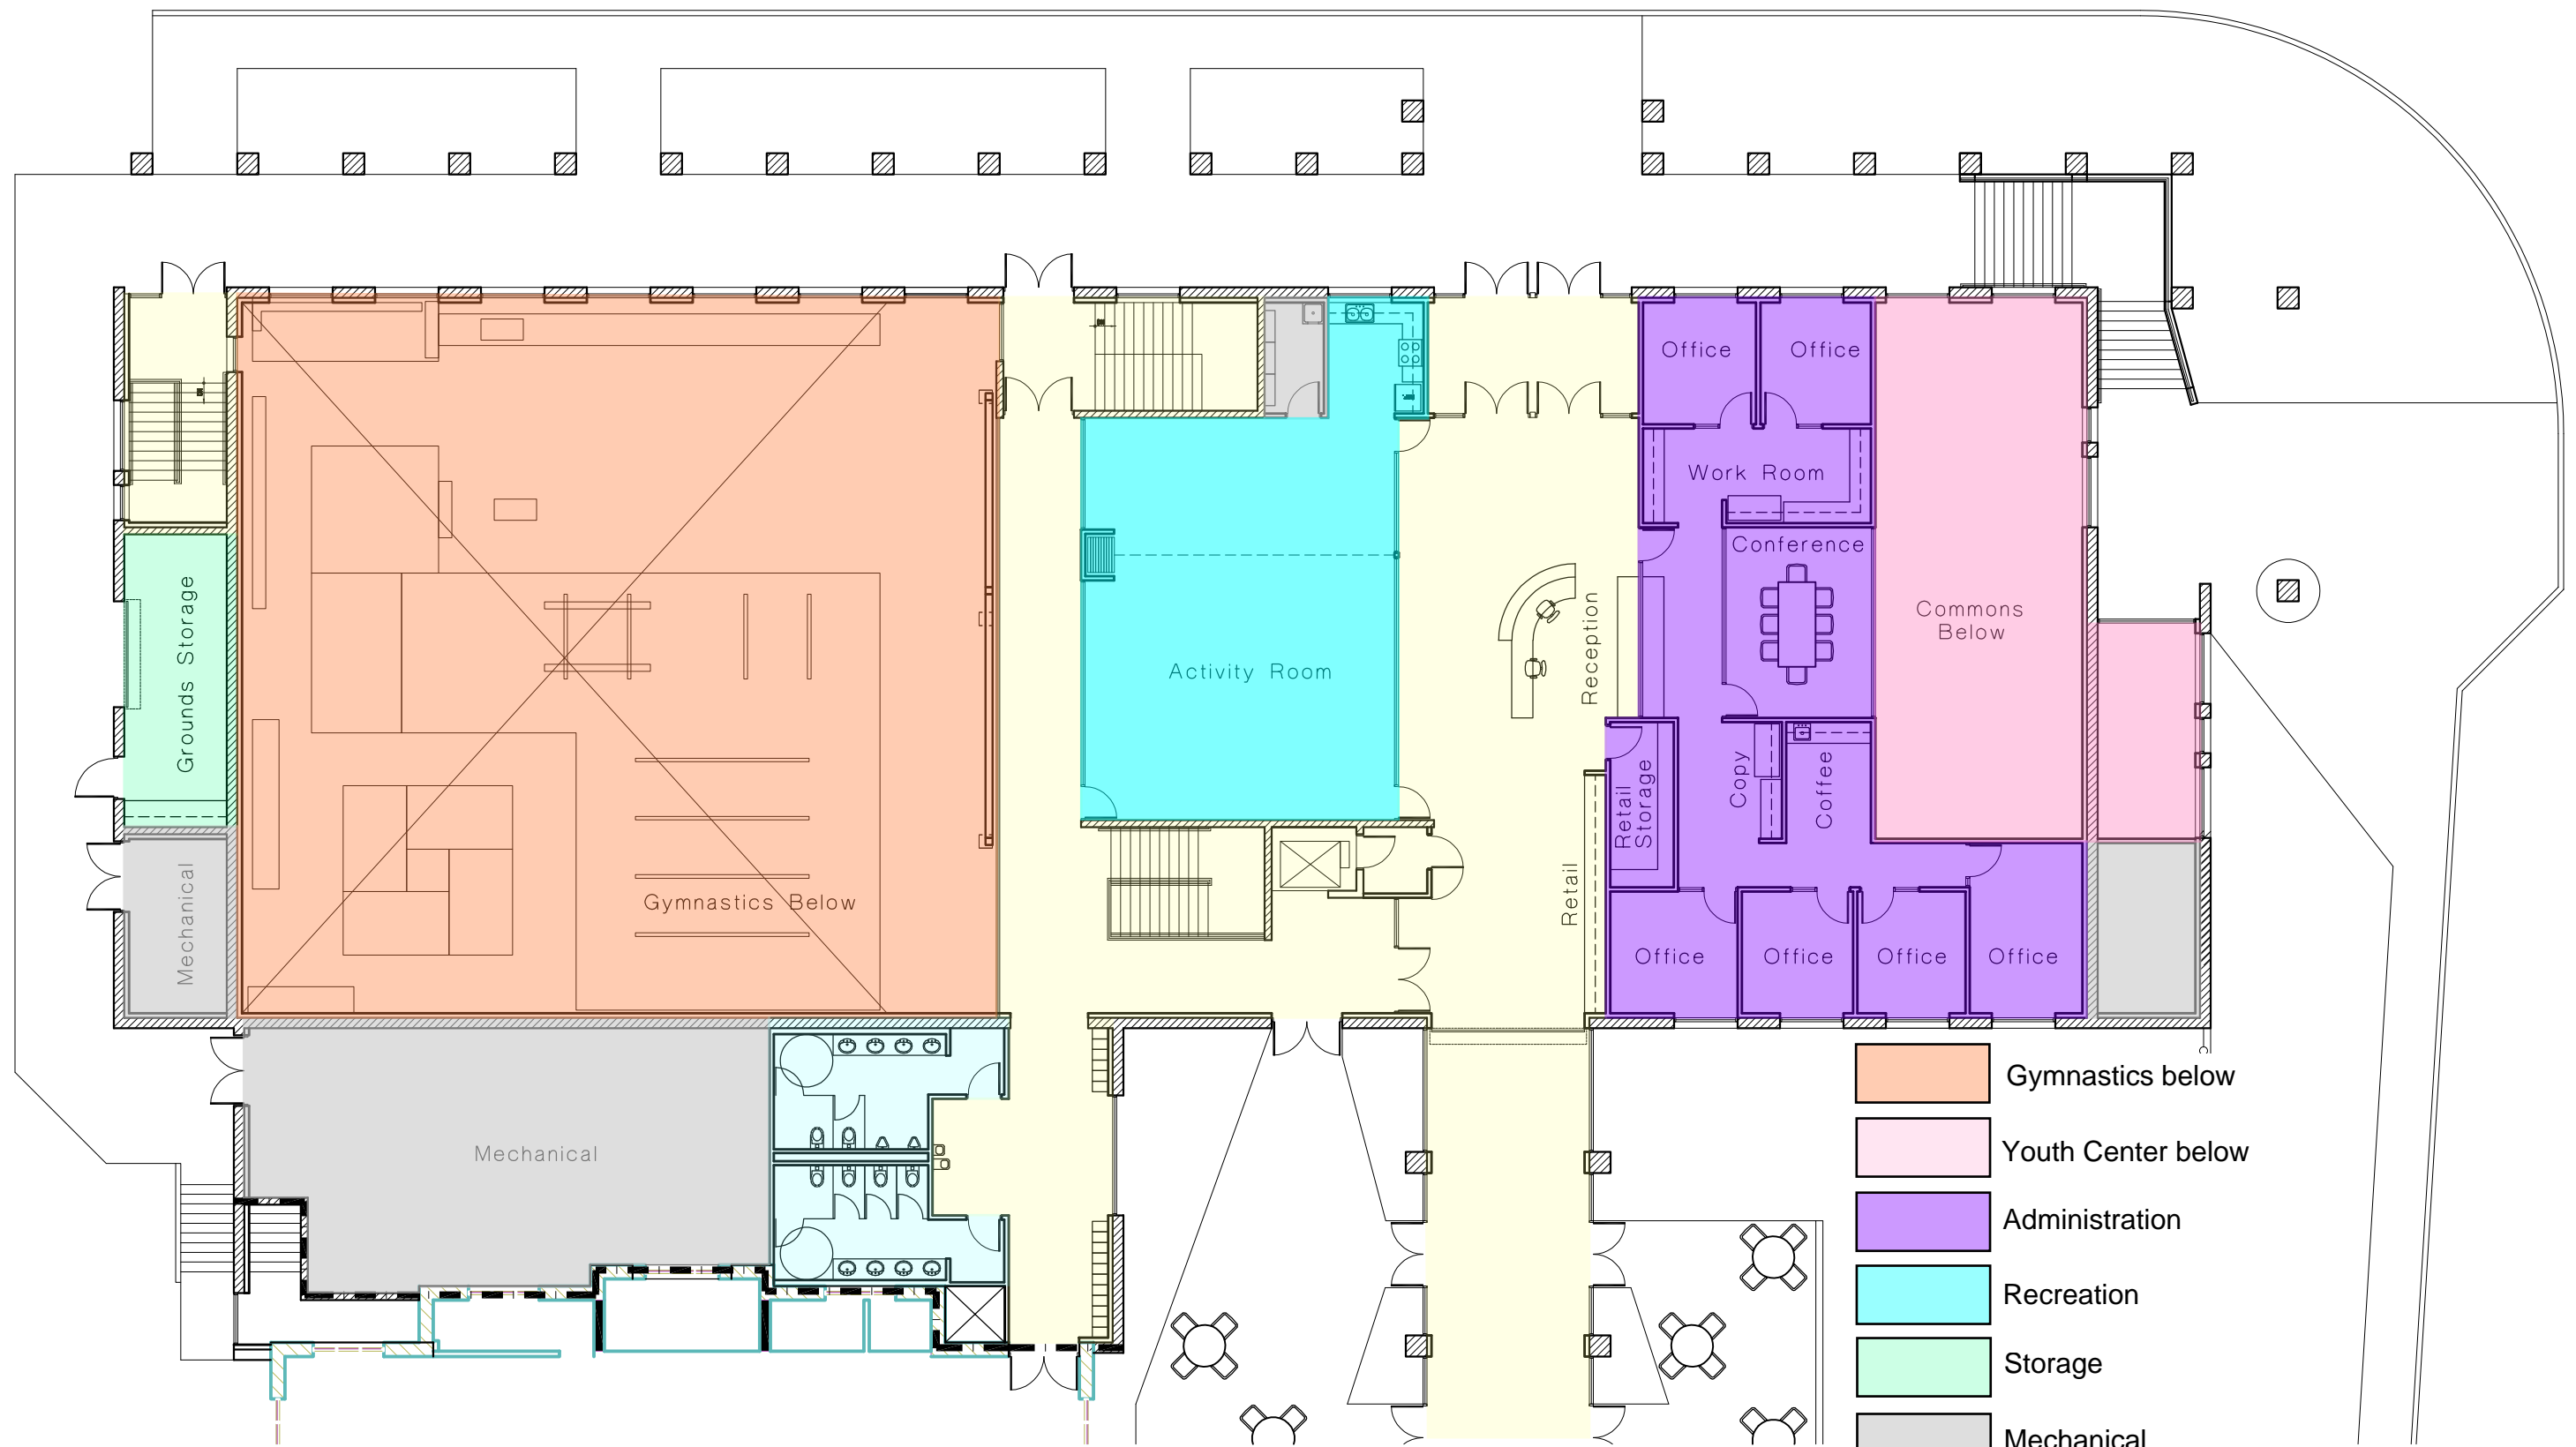 Office
Office
Work Room
Conference
Grounds Storage
Reception
Commons
Below
Activity Room
Copy
Coffee
Retail
Storage
Mechanical
Gymnastics Below
Retail
Office
Office
Office
Office
Mechanical
Gymnastics below
Youth Center below
Administration
Recreation
Storage
Mechanical